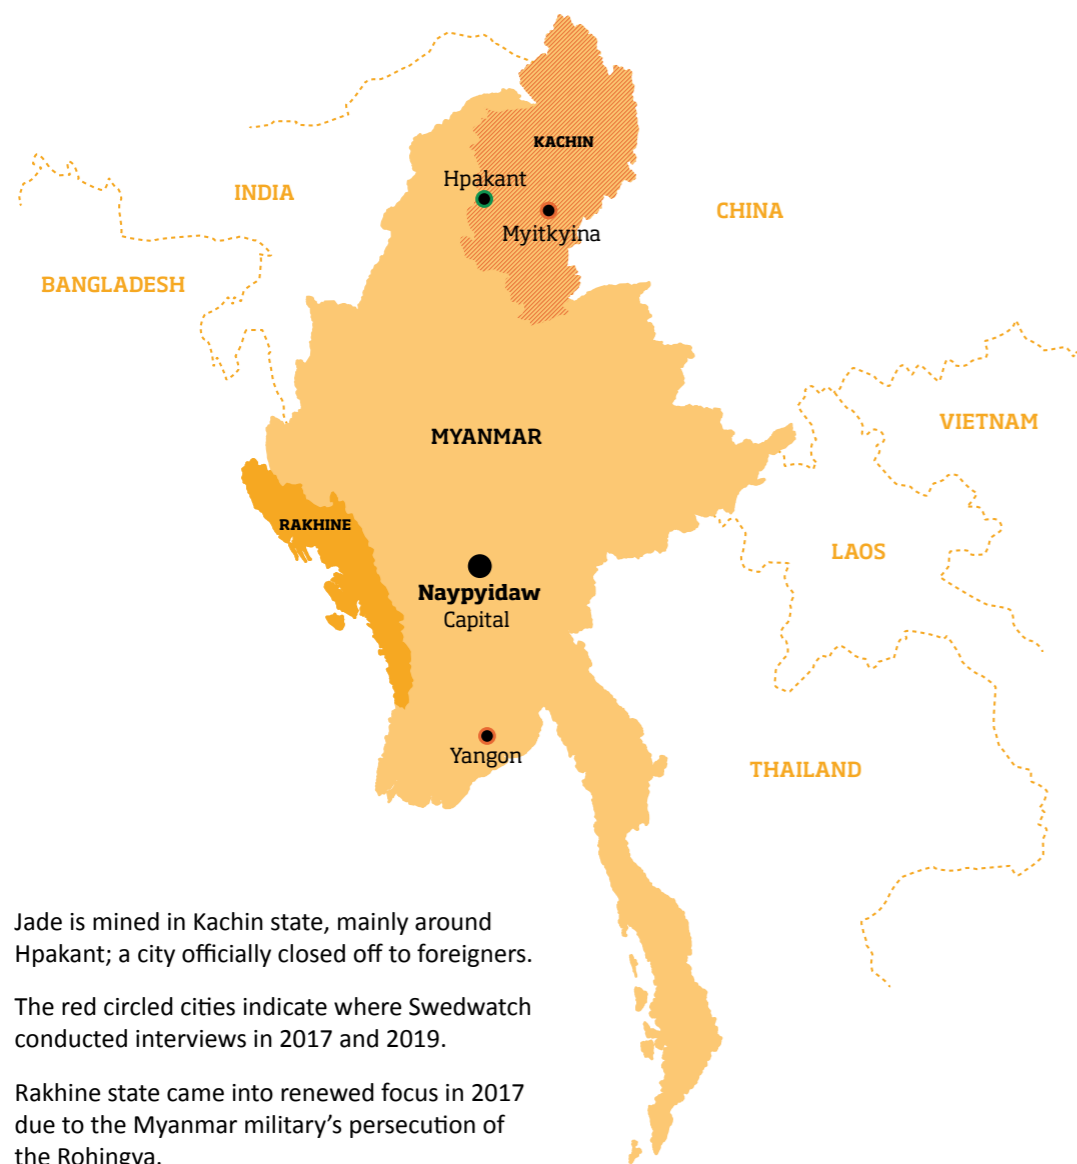 KACHIN
Hpakant
INDIA
CHINA
Myitkyina
BANGLADESH
VIETNAM
MYANMAR
RAKHINE
LAOS
Naypyidaw
Capital
Yangon
THAILAND
Jade is mined in Kachin state, mainly around
Hpakant; a city officially closed off to foreigners.
The red circled cities indicate where Swedwatch
conducted interviews in 2017 and 2019.
Rakhine state came into renewed focus in 2017
due to the Myanmar military’s persecution of
the Rohingya.